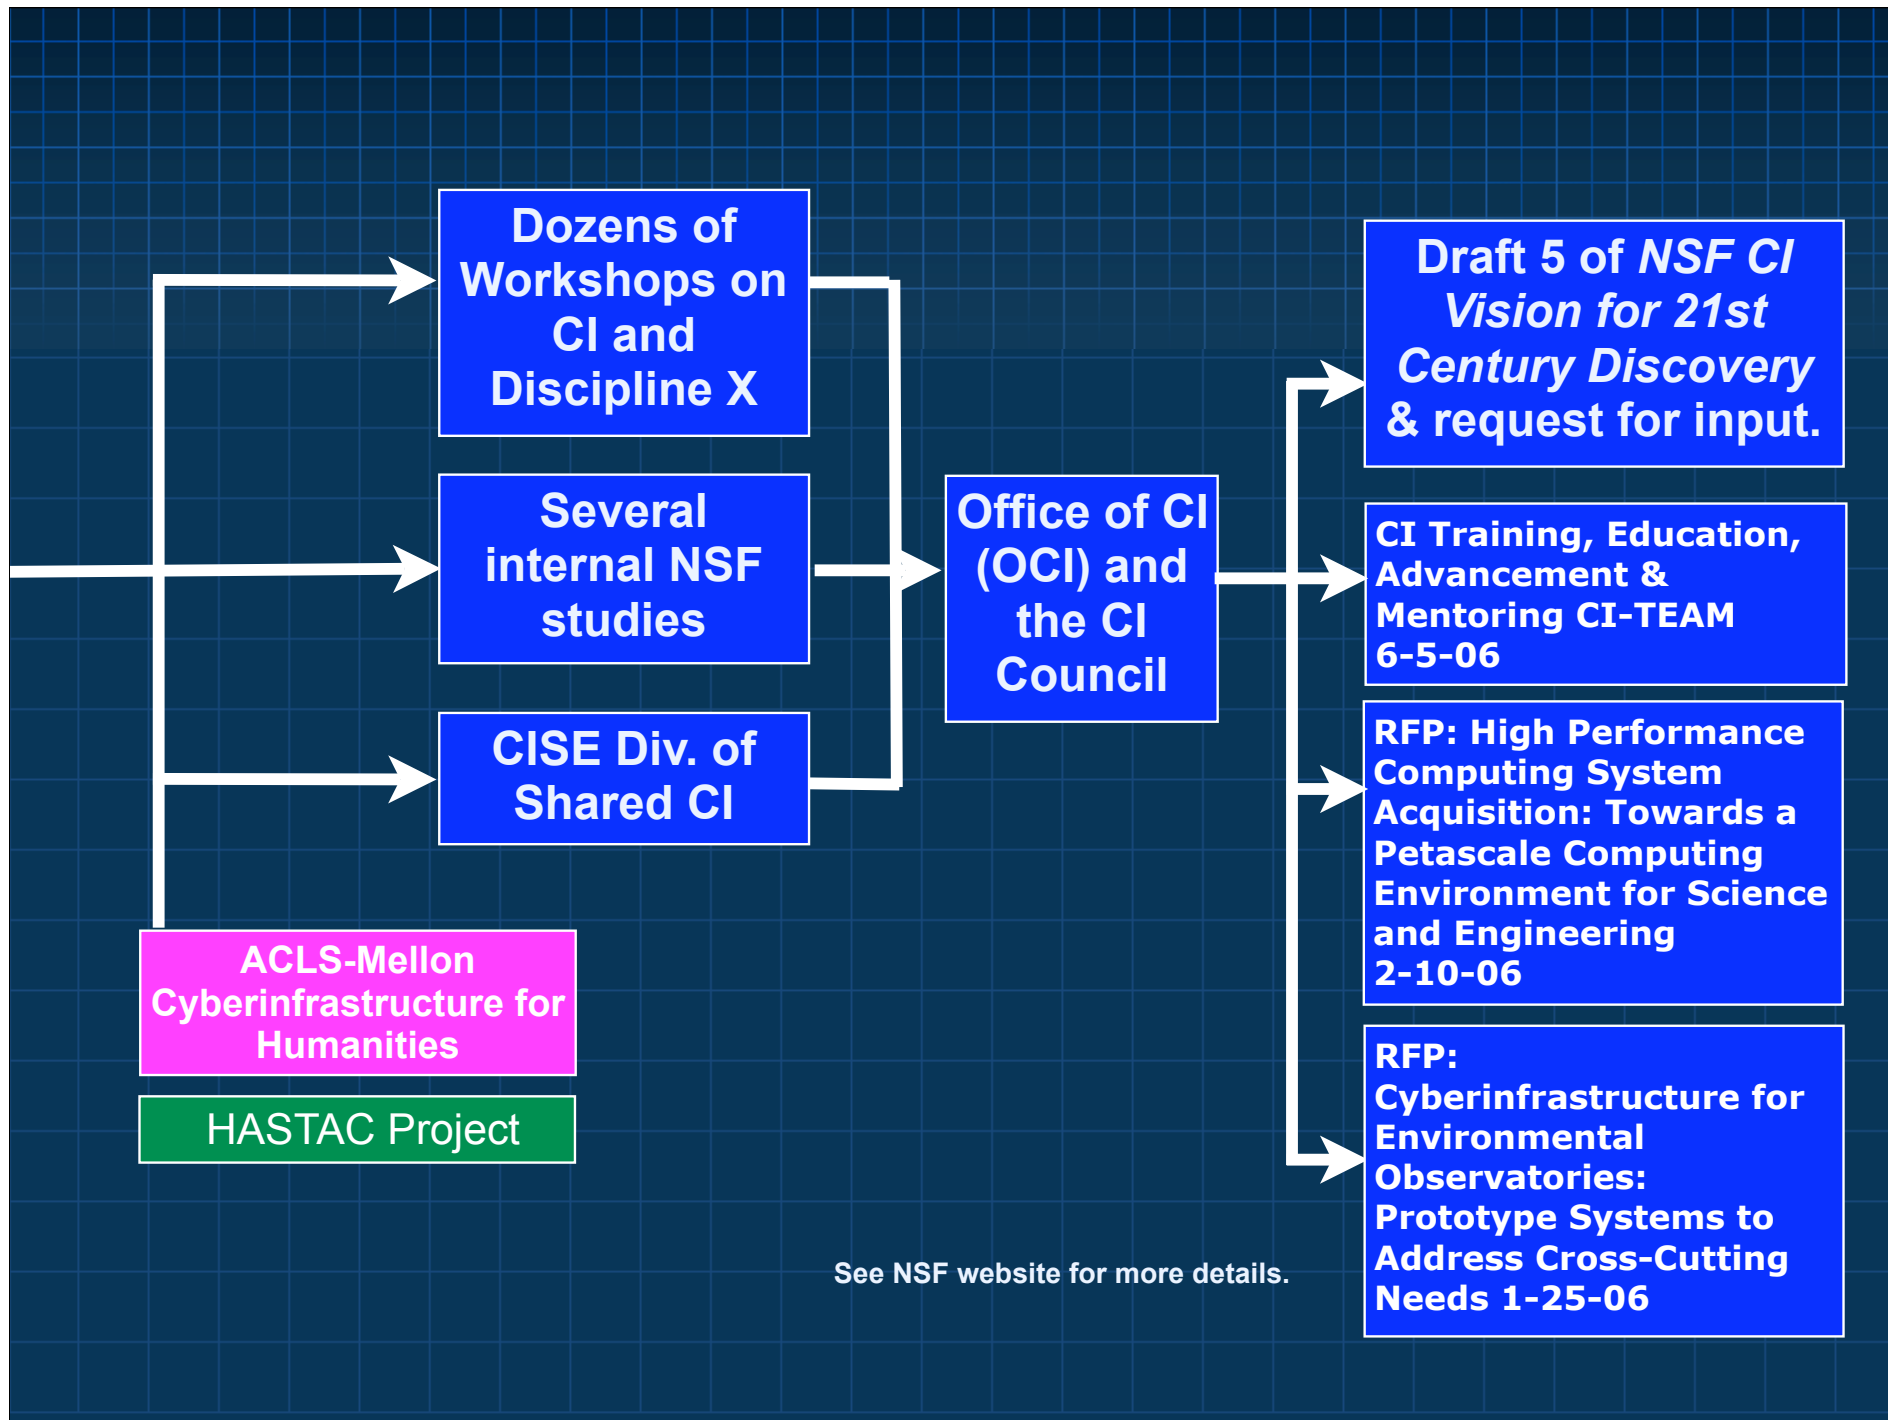 Dozens of
Workshops on
CI and
Discipline X
Several
internal NSF
studies
CISE Div. of
Shared CI
ACLS-Mellon
Cyberinfrastructure for
Humanities
HASTAC Project
Office of CI
(OCI) and
the CI
Council
Draft 5 of NSF CI
Vision for 21st
Century Discovery
& request for input.
CI Training, Education,
Advancement &
Mentoring CI-TEAM
6-5-06
RFP: High Performance
Computing System
Acquisition: Towards a
Petascale Computing
Environment for Science
and Engineering
2-10-06
RFP:
Cyberinfrastructure for
Environmental
Observatories:
Prototype Systems to
Address Cross-Cutting
Needs 1-25-06
See NSF website for more details.